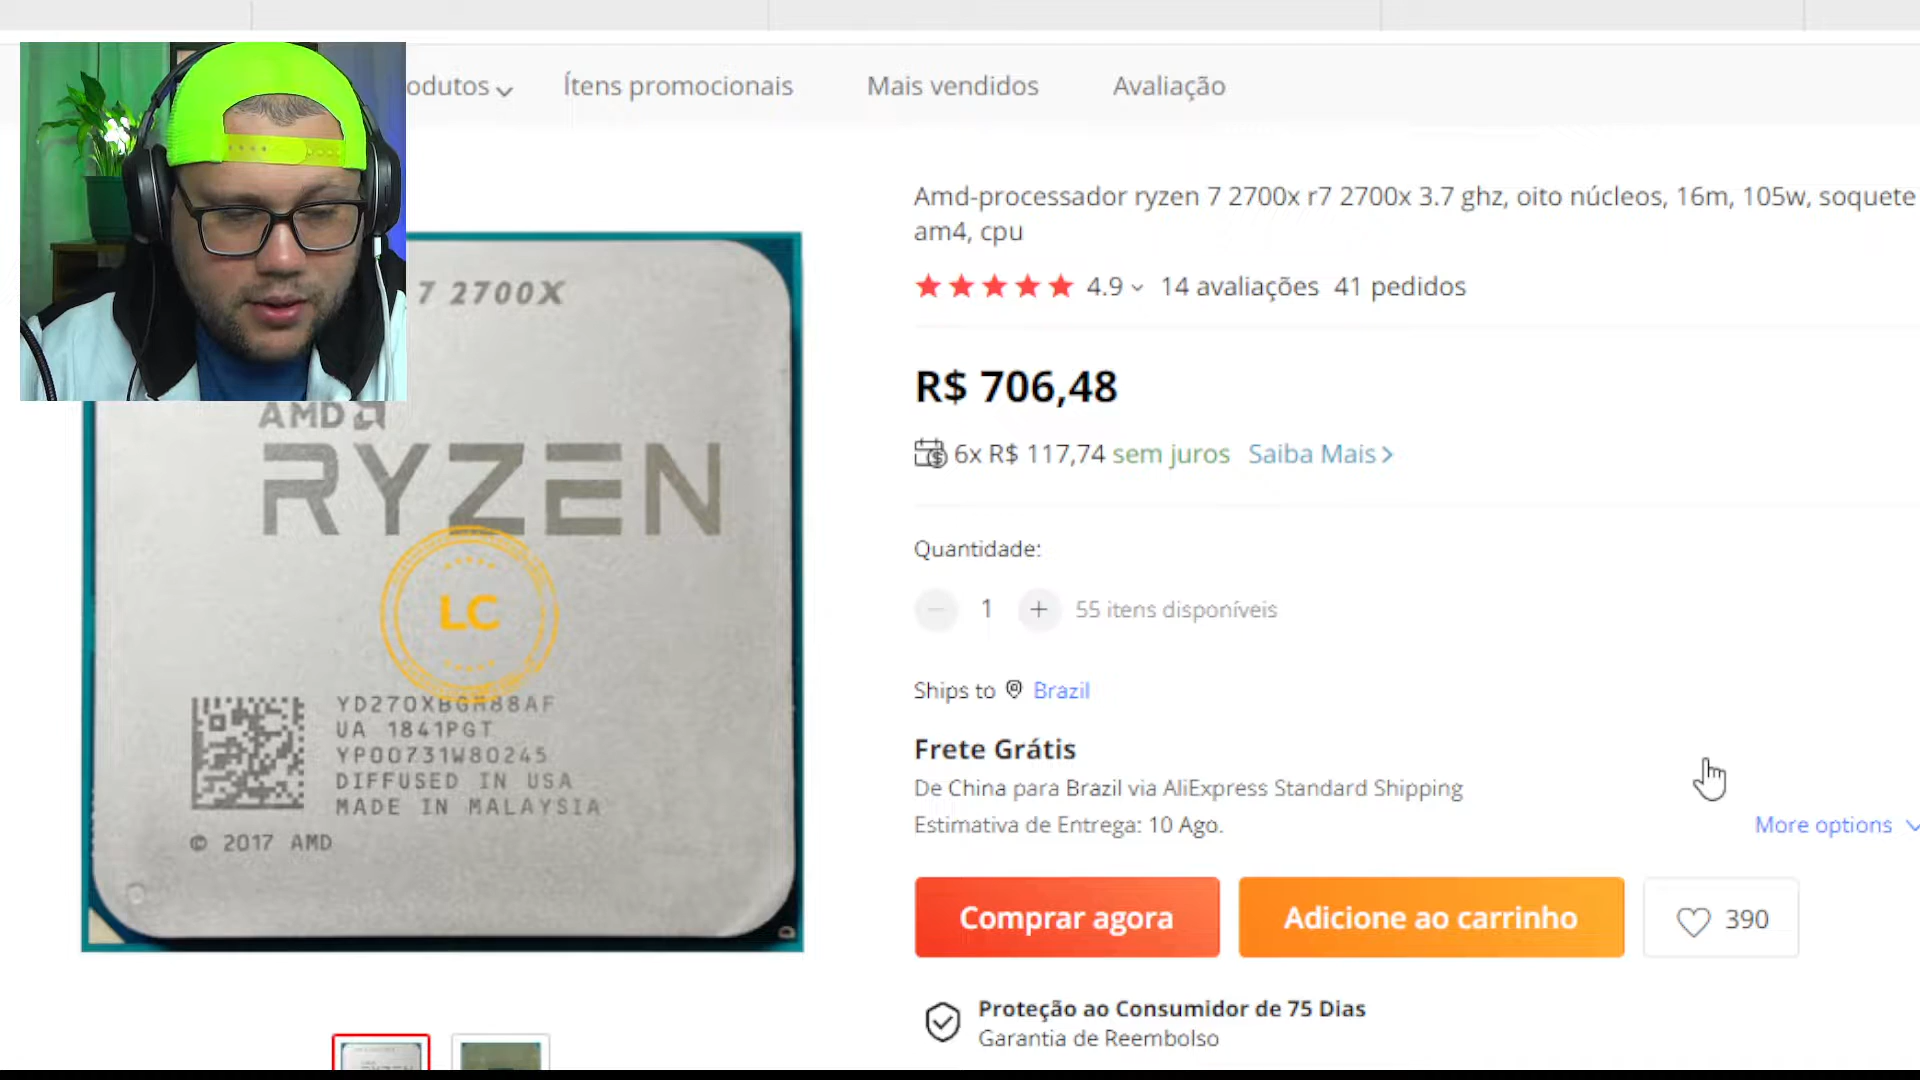 odutos
Ítens promocionais
Mais vendidos
Avaliação
Amd-processador ryzen 7 2700x r7 2700x 3.7 ghz, oito núcleos, 16m, 105w, soquete
am4, cpu
4.9
14 avaliações
41 pedidos
R$ 706,48
6x R$ 117,74 sem juros Saiba Mais >
Quantidade:
1
55 itens disponíveis
Ships to Brazil
Frete Grátis
De China para Brazil via AliExpress Standard Shipping
Estimativa de Entrega: 10 Ago.
More options
Comprar agora
Adicione ao carrinho
390
Proteção ao Consumidor de 75 Dias
Garantia de Reembolso
7 2700X
AMD
RYZEN
LC
YD270XBGM88AF
UA 1841PGT
YP00731W80245
DIFFUSED IN USA
MADE IN MALAYSIA
© 2017 AMD